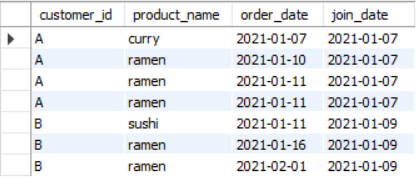 customer_id product_name order_date join_date
A curry 2021-01-07 2021-01-07
A ramen 2021-01-10 2021-01-07
A ramen 2021-01-11 2021-01-07
A ramen 2021-01-11 2021-01-07
B sushi 2021-01-11 2021-01-09
B ramen 2021-01-16 2021-01-09
B ramen 2021-02-01 2021-01-09